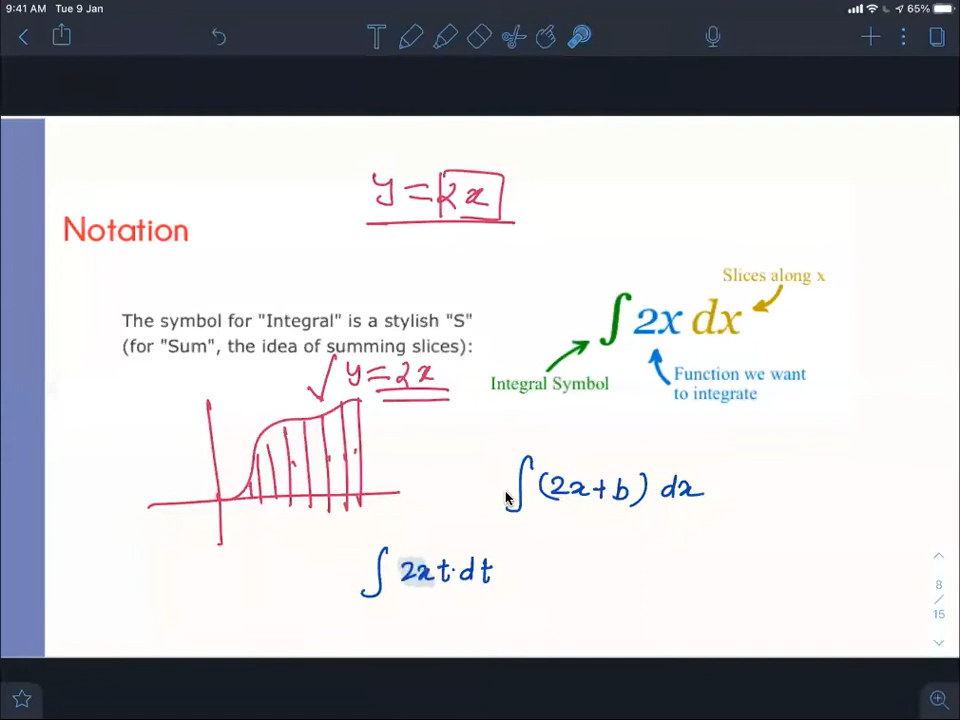 9:41 AM Tue 9 Jan
65%
y = 2x
Notation
Slices along x
The symbol for "Integral" is a stylish "S"
(for "Sum", the idea of summing slices):
∫ 2x dx
Integral Symbol
Function we want
to integrate
y = 2x
∫ (2x+b) dx
∫ 2xt·dt
8
/
15